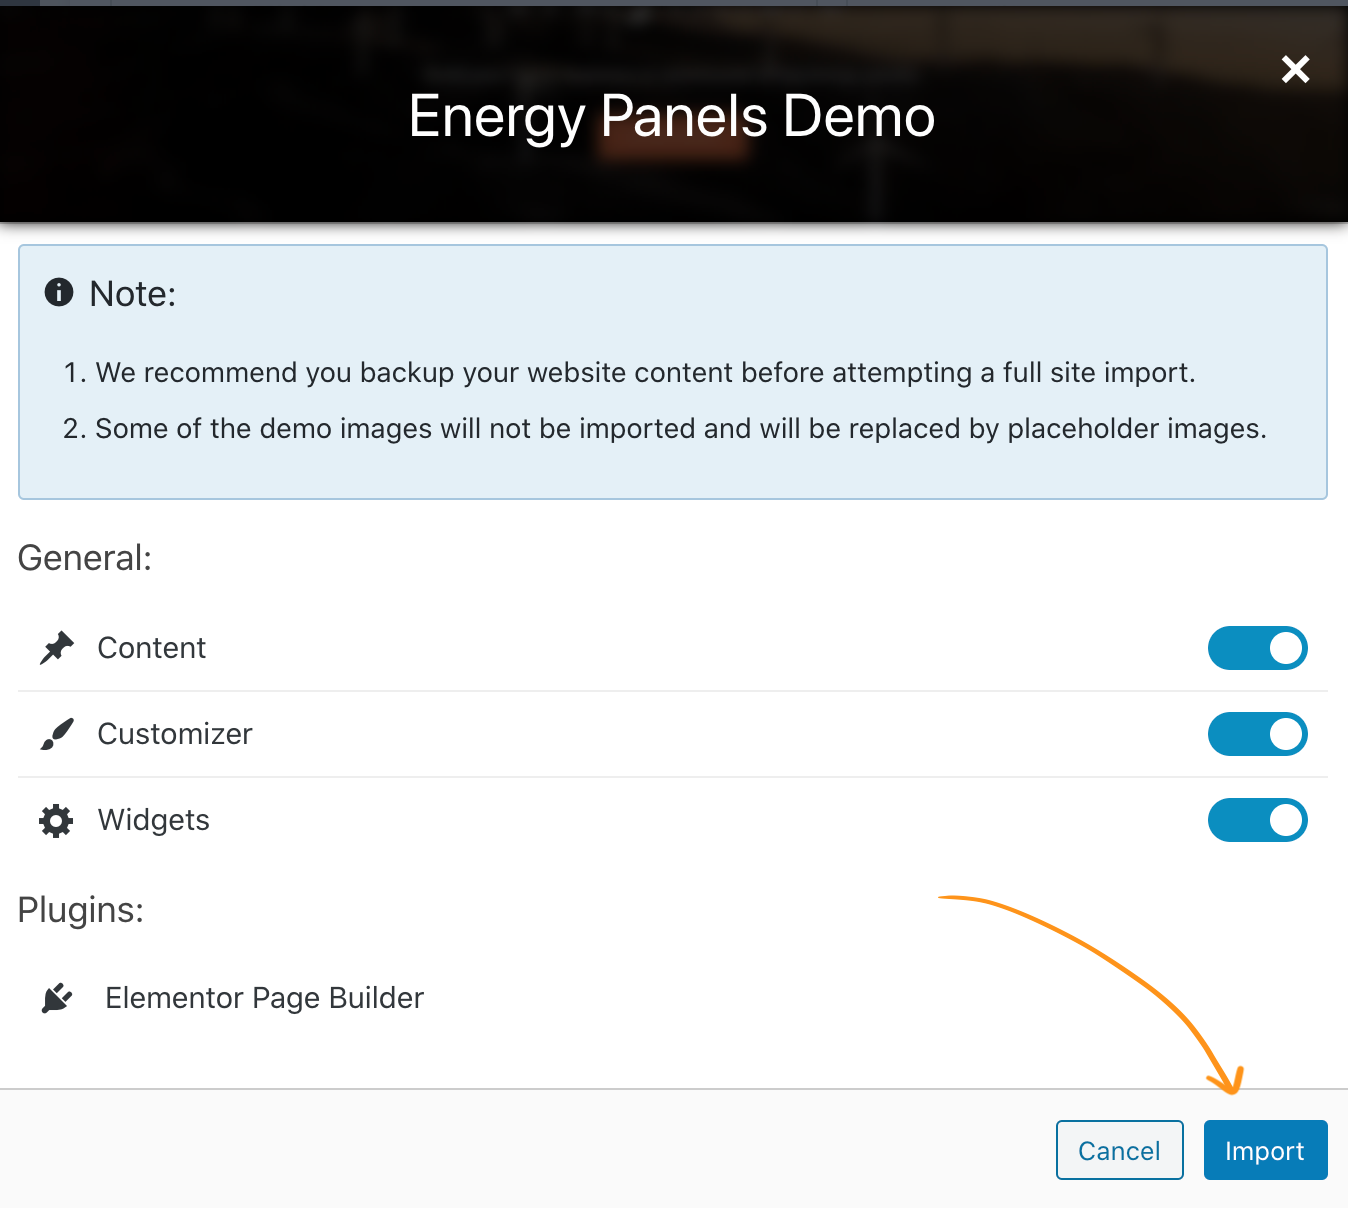 Energy Panels Demo
Note:
1. We recommend you backup your website content before attempting a full site import.
2. Some of the demo images will not be imported and will be replaced by placeholder images.
General:
Content
Customizer
Widgets
Plugins:
Elementor Page Builder
Cancel
Import